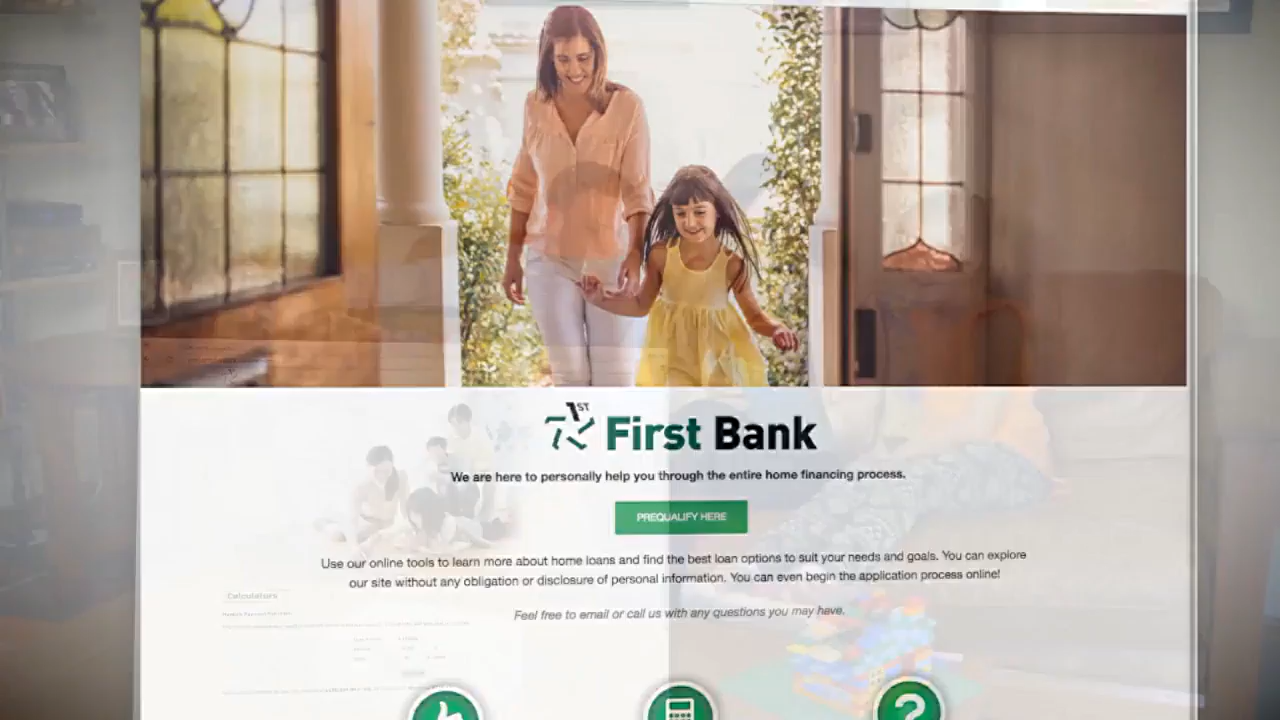 1ST
First Bank
We are here to personally help you through the entire home financing process.
PREQUALIFY HERE
Use our online tools to learn more about home loans and find the best loan options to suit your needs and goals. You can explore
our site without any obligation or disclosure of personal information. You can even begin the application process online!
Calculators
Feel free to email or call us with any questions you may have.
?